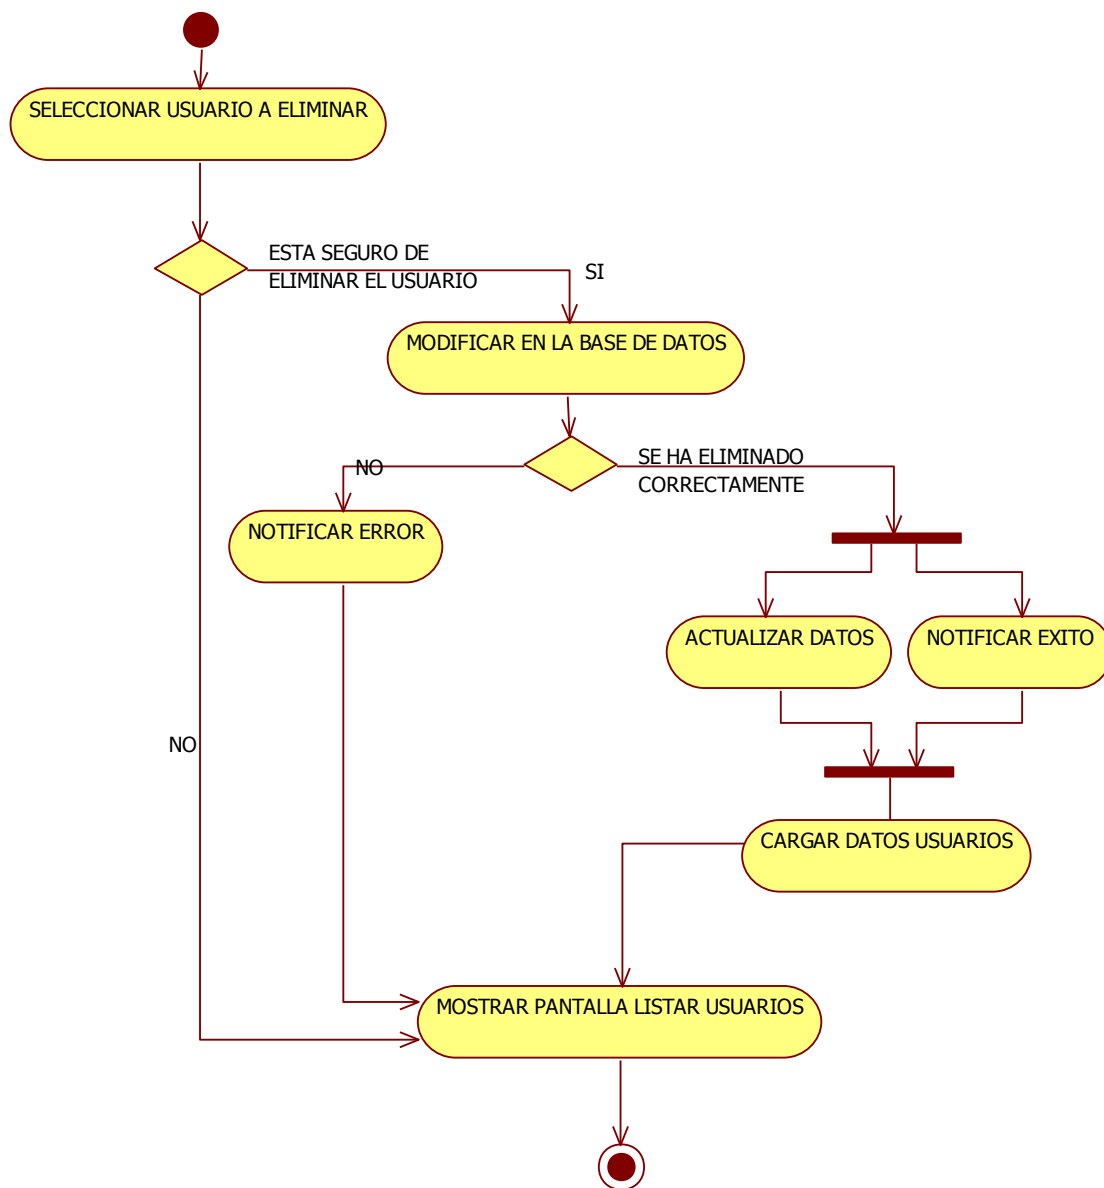 SELECCIONAR USUARIO A ELIMINAR
ESTA SEGURO DE
ELIMINAR EL USUARIO
SI
MODIFICAR EN LA BASE DE DATOS
NO
SE HA ELIMINADO
CORRECTAMENTE
NOTIFICAR ERROR
ACTUALIZAR DATOS
NOTIFICAR EXITO
NO
CARGAR DATOS USUARIOS
MOSTRAR PANTALLA LISTAR USUARIOS